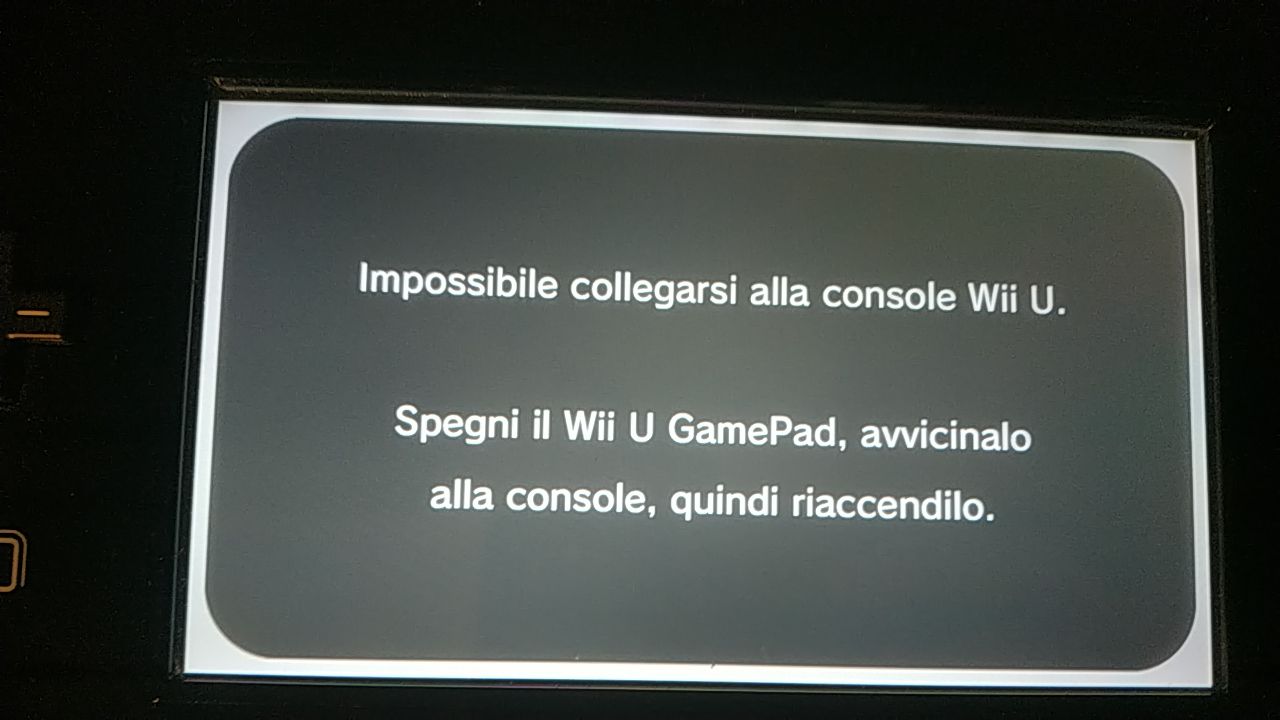 Impossibile collegarsi alla console Wii U.
Spegni il Wii U GamePad, avvicinalo
alla console, quindi riaccendilo.